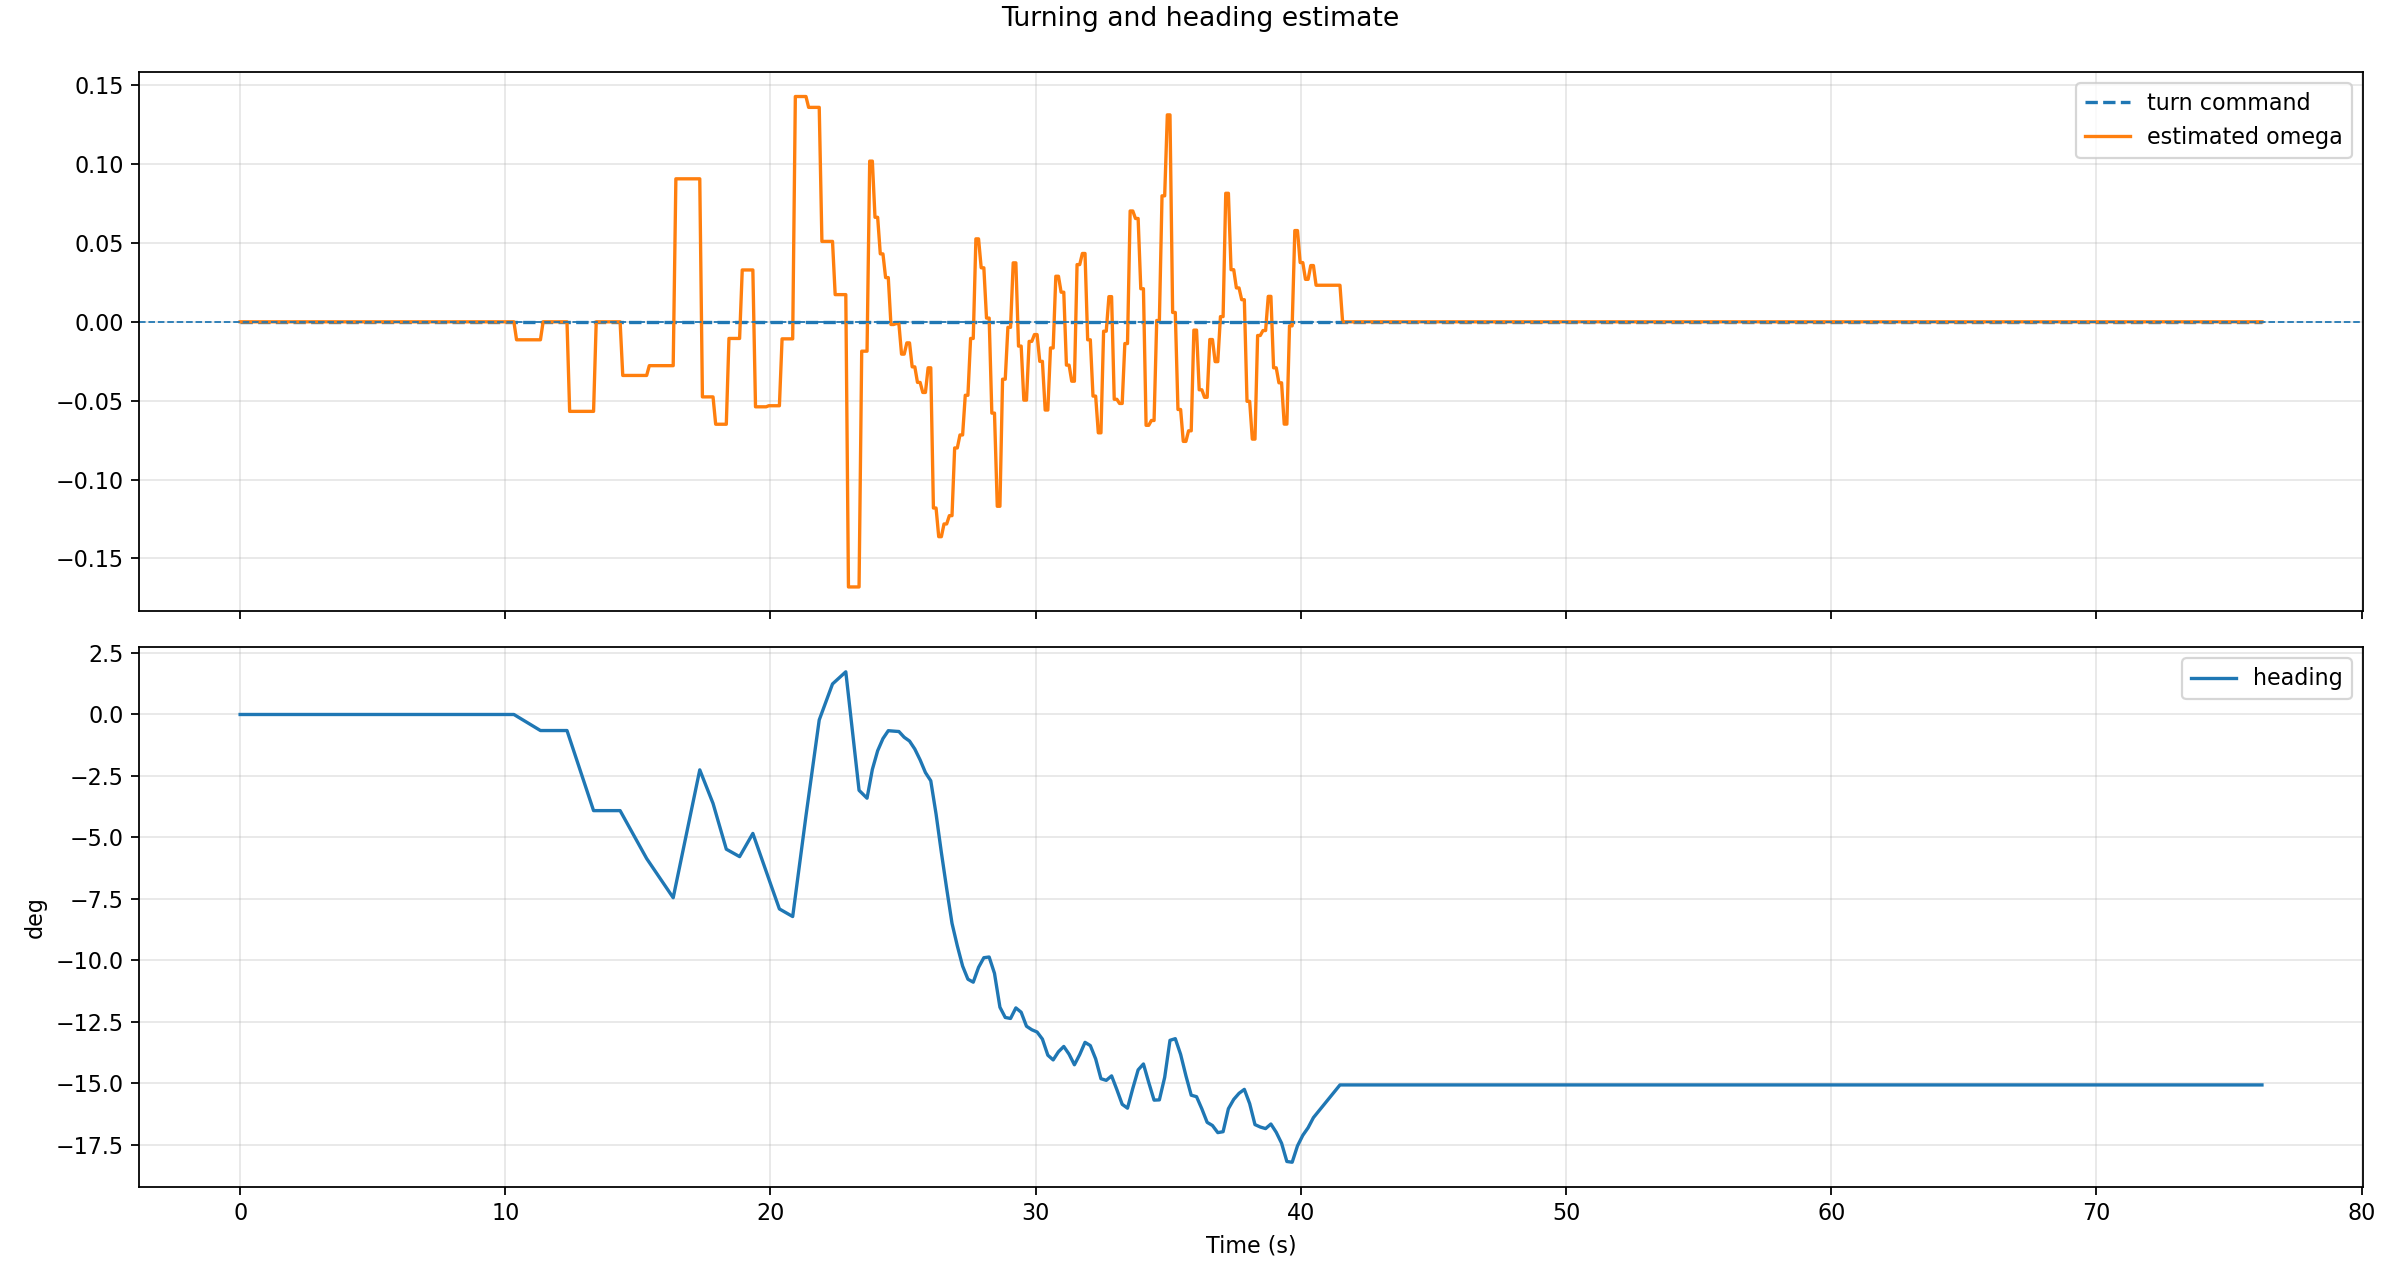 Turning and heading estimate
0.15
0.10
0.05
0.00
−0.05
−0.10
−0.15
turn command
estimated omega
2.5
0.0
−2.5
−5.0
−7.5
−10.0
−12.5
−15.0
−17.5
deg
heading
0 10 20 30 40 50 60 70 80
Time (s)